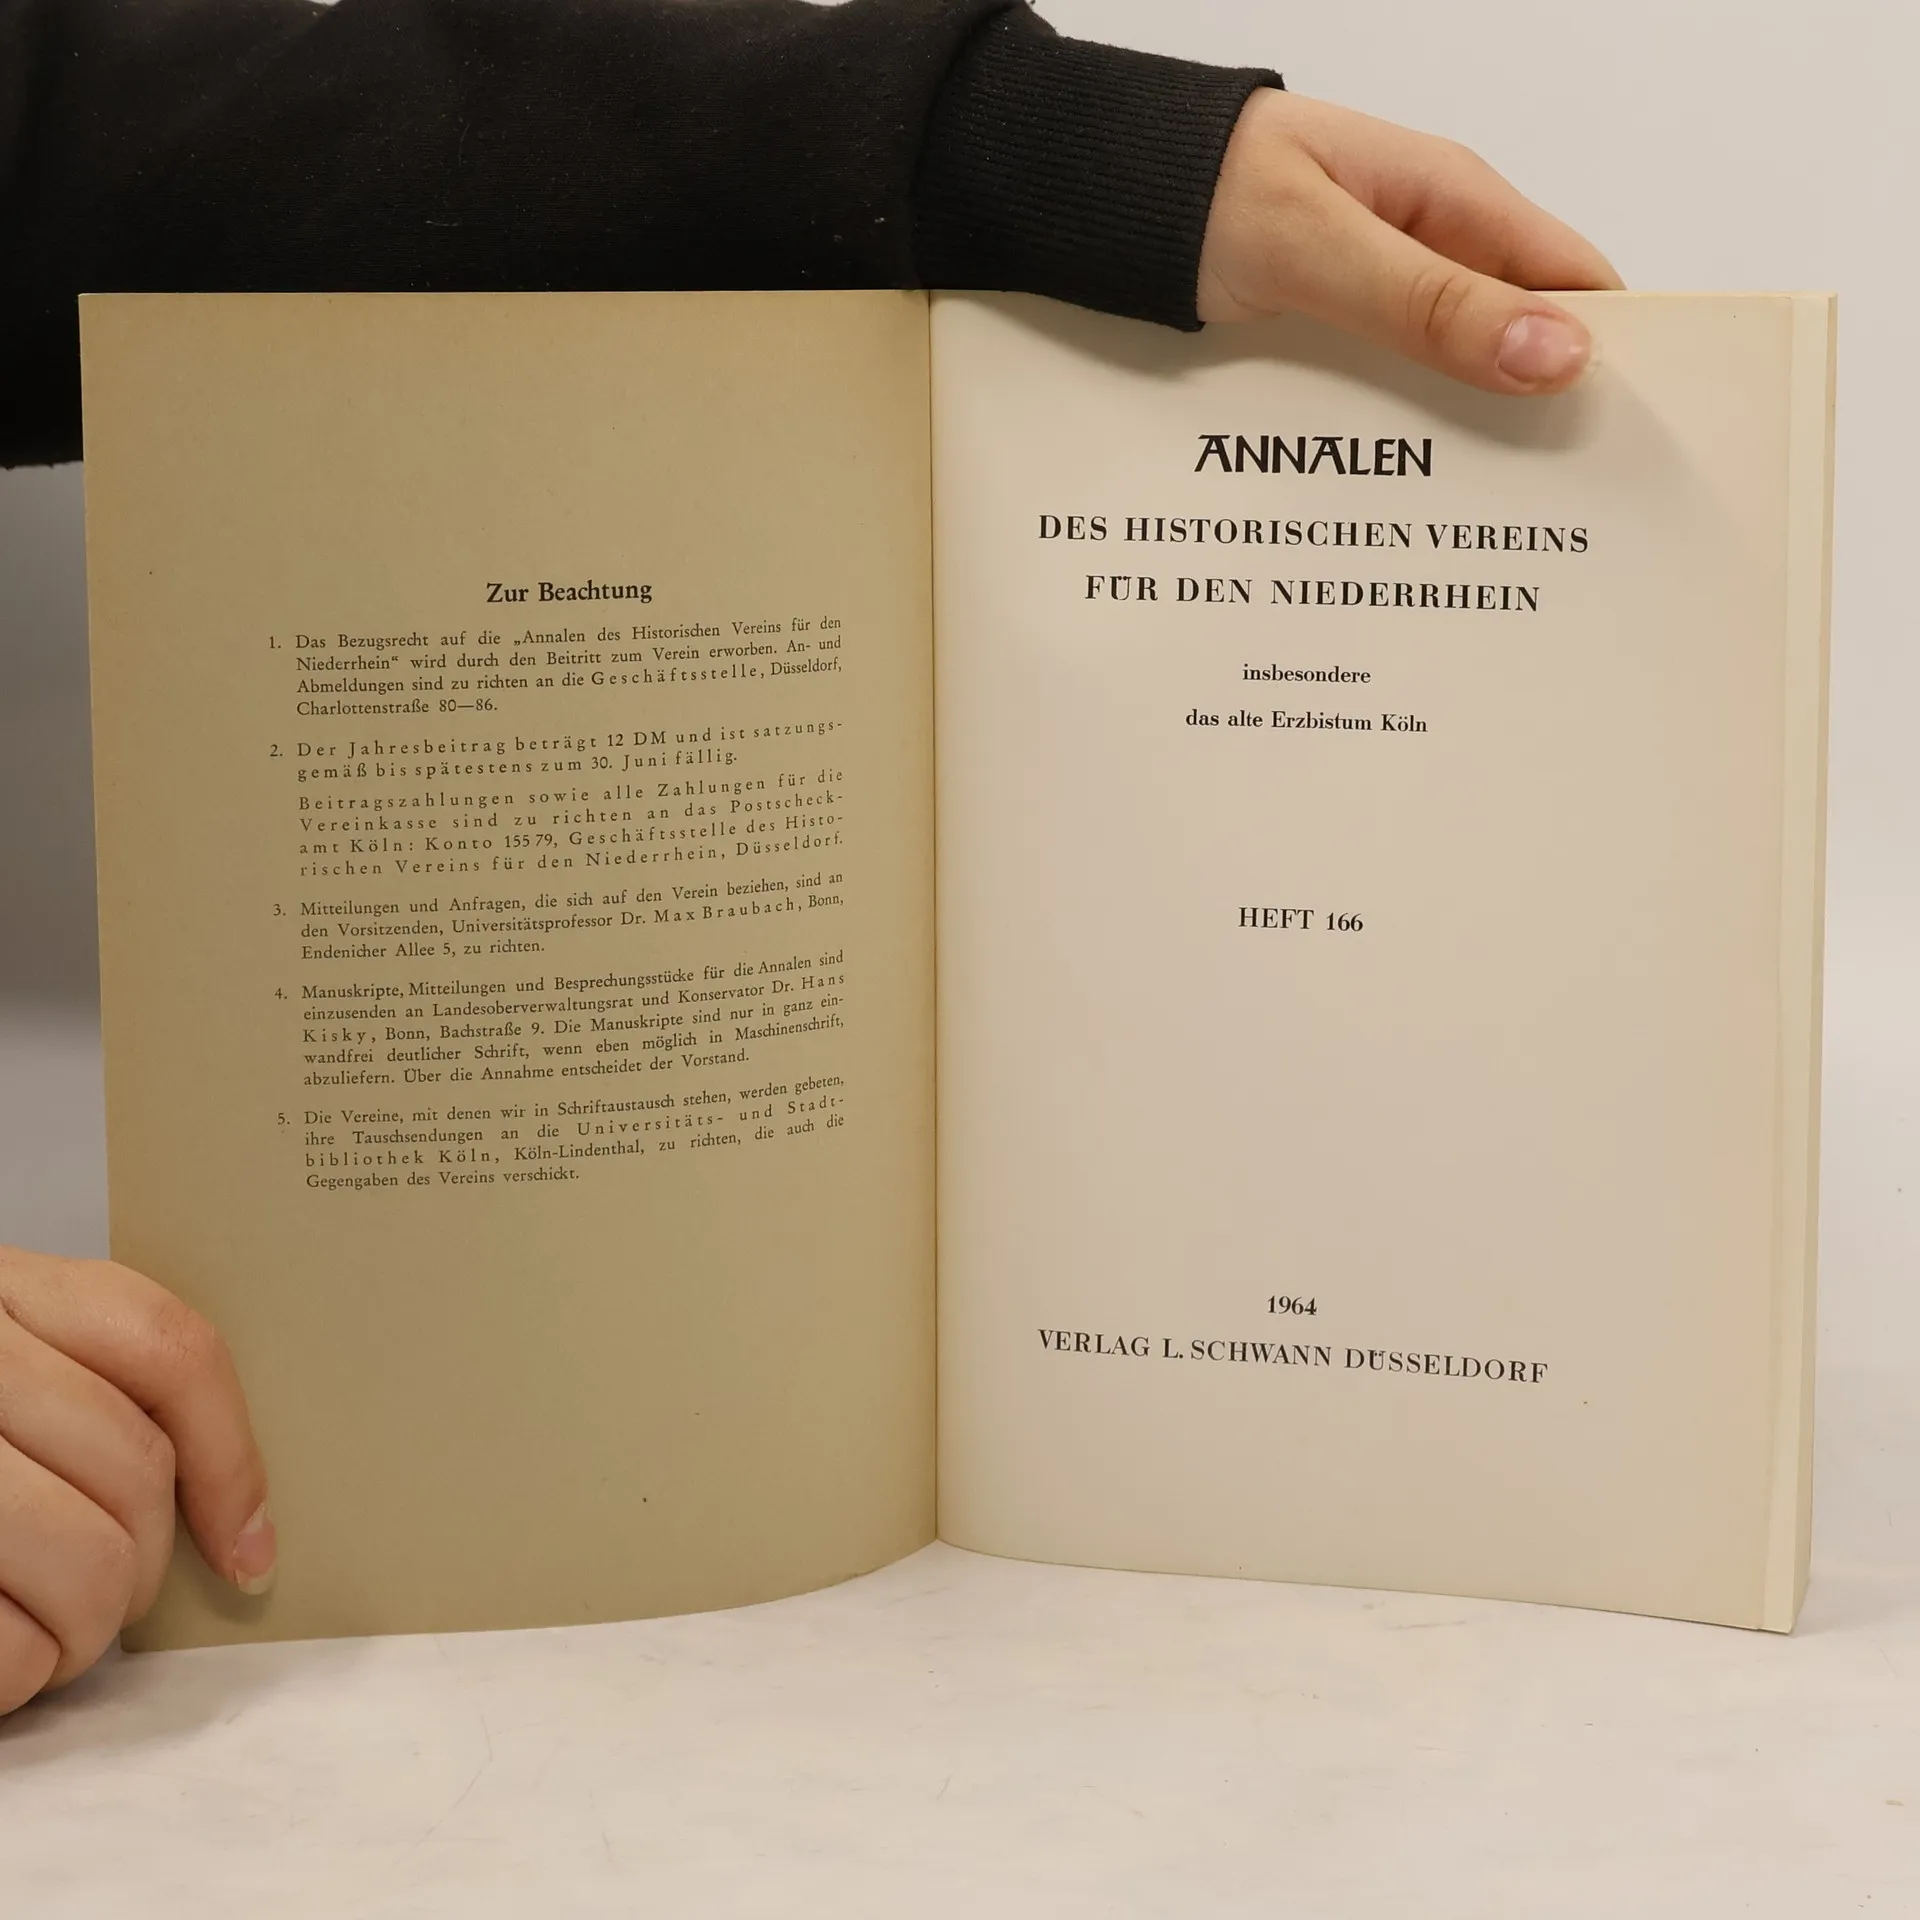 Zur Beachtung
1. Das Bezugsrecht auf die „Annalen des Historischen Vereins für den
Niederrhein“ wird durch den Beitritt zum Verein erworben. An- und
Abmeldungen sind zu richten an die Geschäftsstelle, Düsseldorf,
Charlottenstraße 80—86.
2. Der Jahresbeitrag beträgt 12 DM und ist satzungs-
gemäß bis spätestens zum 30. Juni fällig.
Beitragszahlungen sowie alle Zahlungen für die
Vereinkasse sind zu richten an das Postscheck-
amt Köln: Konto 155 79, Geschäftsstelle des Histo-
rischen Vereins für den Niederrhein, Düsseldorf.
3. Mitteilungen und Anfragen, die sich auf den Verein beziehen, sind an
den Vorsitzenden, Universitätsprofessor Dr. Max Braubach, Bonn,
Endenicher Allee 5, zu richten.
4. Manuskripte, Mitteilungen und Besprechungsstücke für die Annalen sind
einzusenden an Landesoberverwaltungsrat und Konservator Dr. Hans
Kisky, Bonn, Bachstraße 9. Die Manuskripte sind nur in ganz ein-
wandfrei deutlicher Schrift, wenn eben möglich in Maschinenschrift,
abzuliefern. Über die Annahme entscheidet der Vorstand.
5. Die Vereine, mit denen wir in Schriftaustausch stehen, werden gebeten,
ihre Tauschsendungen an die Universitäts- und Stadt-
bibliothek Köln, Köln-Lindenthal, zu richten, die auch die
Gegengaben des Vereins verschickt.
ANNALEN
DES HISTORISCHEN VEREINS
FÜR DEN NIEDERRHEIN
insbesondere
das alte Erzbistum Köln
HEFT 166
1964
VERLAG L. SCHWANN DÜSSELDORF